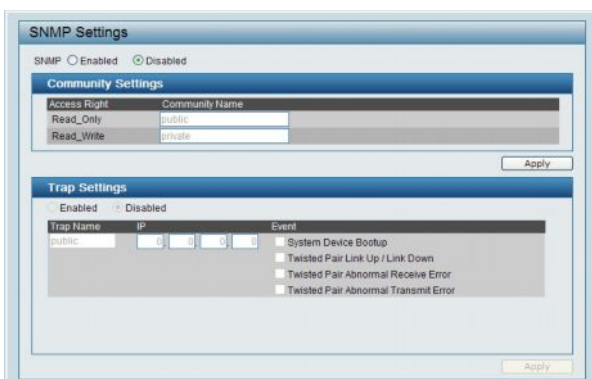 SNMP Settings
SNMP Enabled Disabled
Community Settings
Access Right Community Name
Read_Only public
Read_Write private
Apply
Trap Settings
Enabled Disabled
Trap Name IP Event
public 0 0 0 0 System Device Bootup
Twisted Pair Link Up / Link Down
Twisted Pair Abnormal Receive Error
Twisted Pair Abnormal Transmit Error
Apply